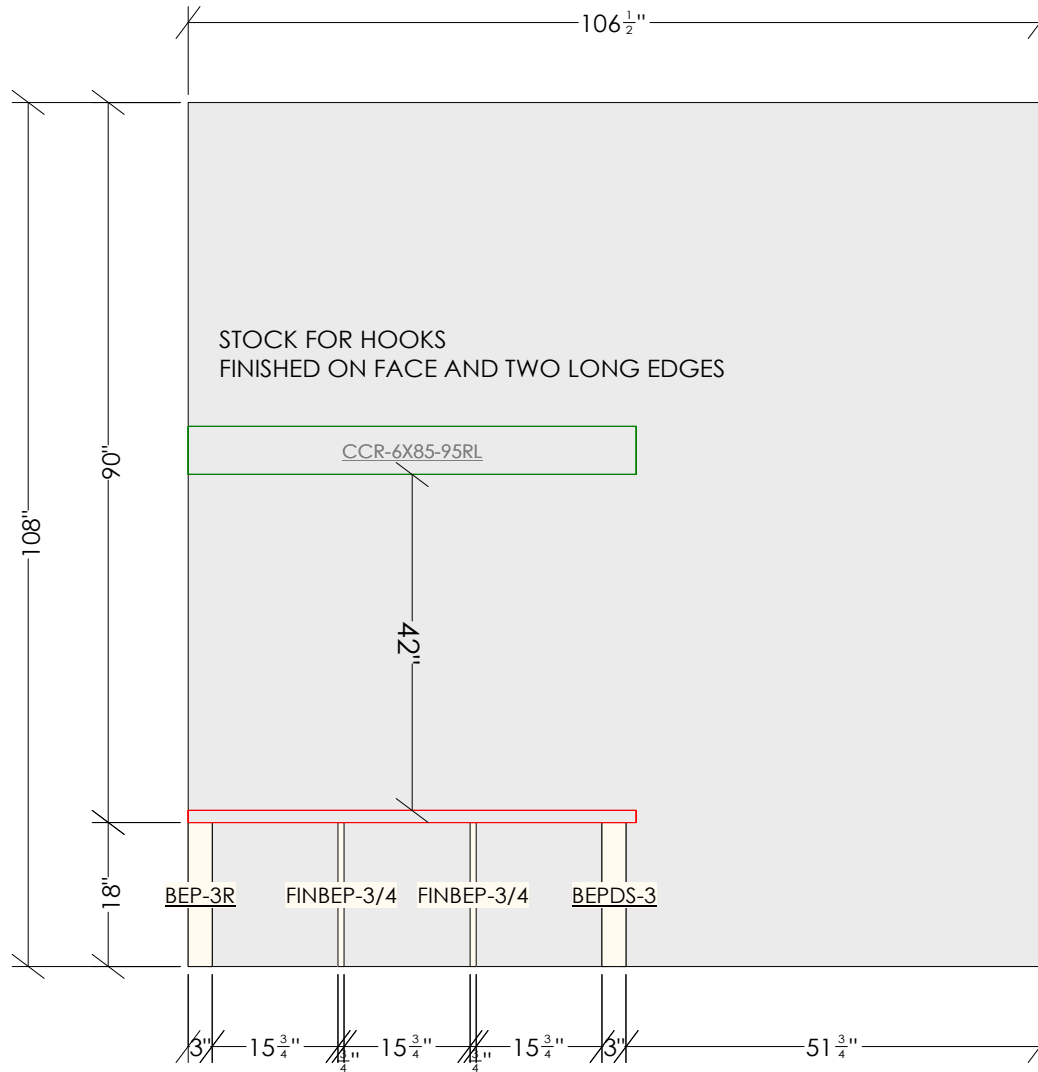 106 1/2"
STOCK FOR HOOKS
FINISHED ON FACE AND TWO LONG EDGES
CCR-6X85-95RL
90"
108"
42"
18"
BEP-3R FINBEP-3/4 FINBEP-3/4 BEPDS-3
3" 15 3/4" 3/4" 15 3/4" 3/4" 15 3/4" 3" 51 3/4"